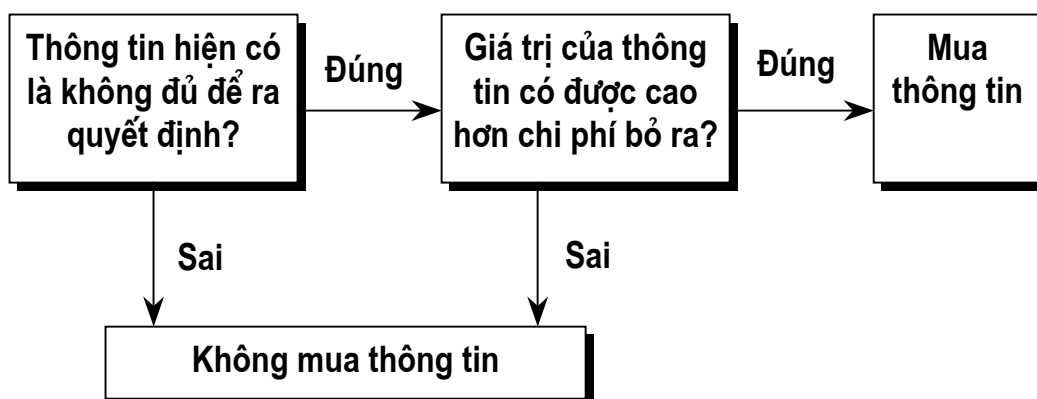 Thông tin hiện có
là không đủ để ra
quyết định?
Đúng
Giá trị của thông
tin có được cao
hơn chi phí bỏ ra?
Đúng
Mua
thông tin
Sai
Sai
Không mua thông tin